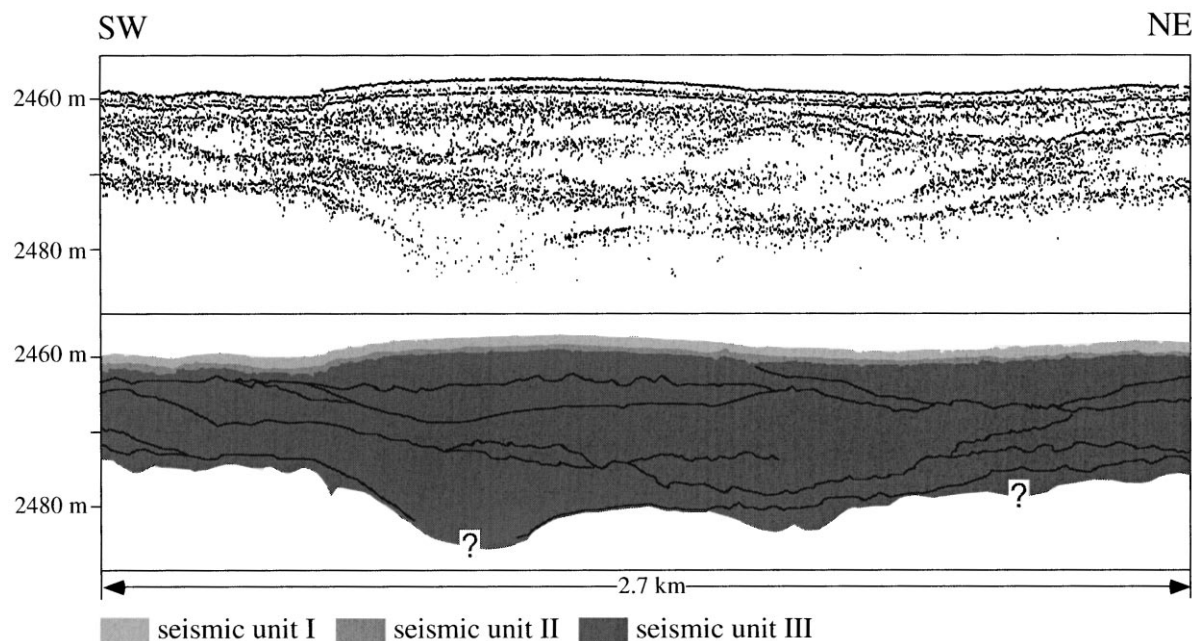 SW NE
2460 m
2480 m
2460 m
2480 m
?
?
2.7 km
seismic unit I seismic unit II seismic unit III